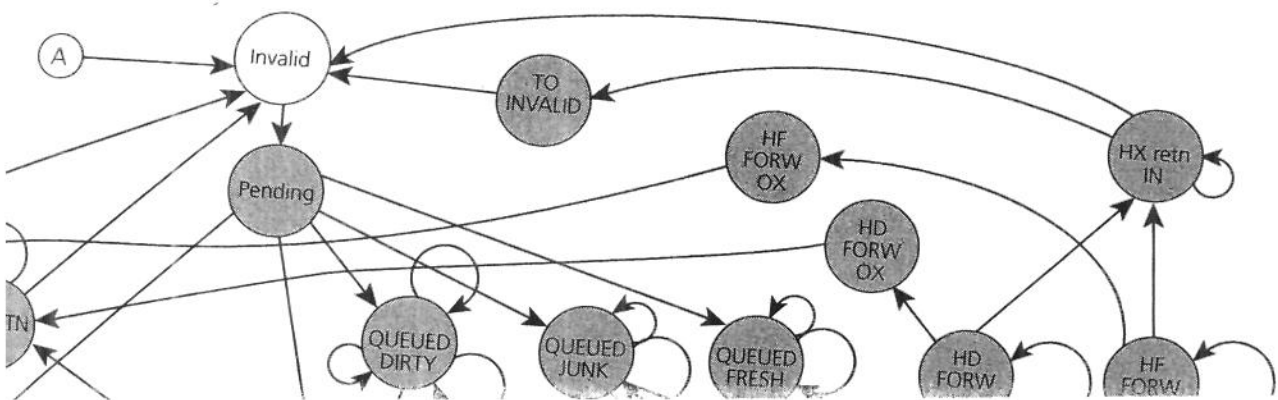 A
Invalid
TO
INVALID
HF
FORW
OX
HX retn
IN
Pending
HD
FORW
OX
TN
QUEUED
DIRTY
QUEUED
JUNK
QUEUED
FRESH
HD
FORW
HF
FORW